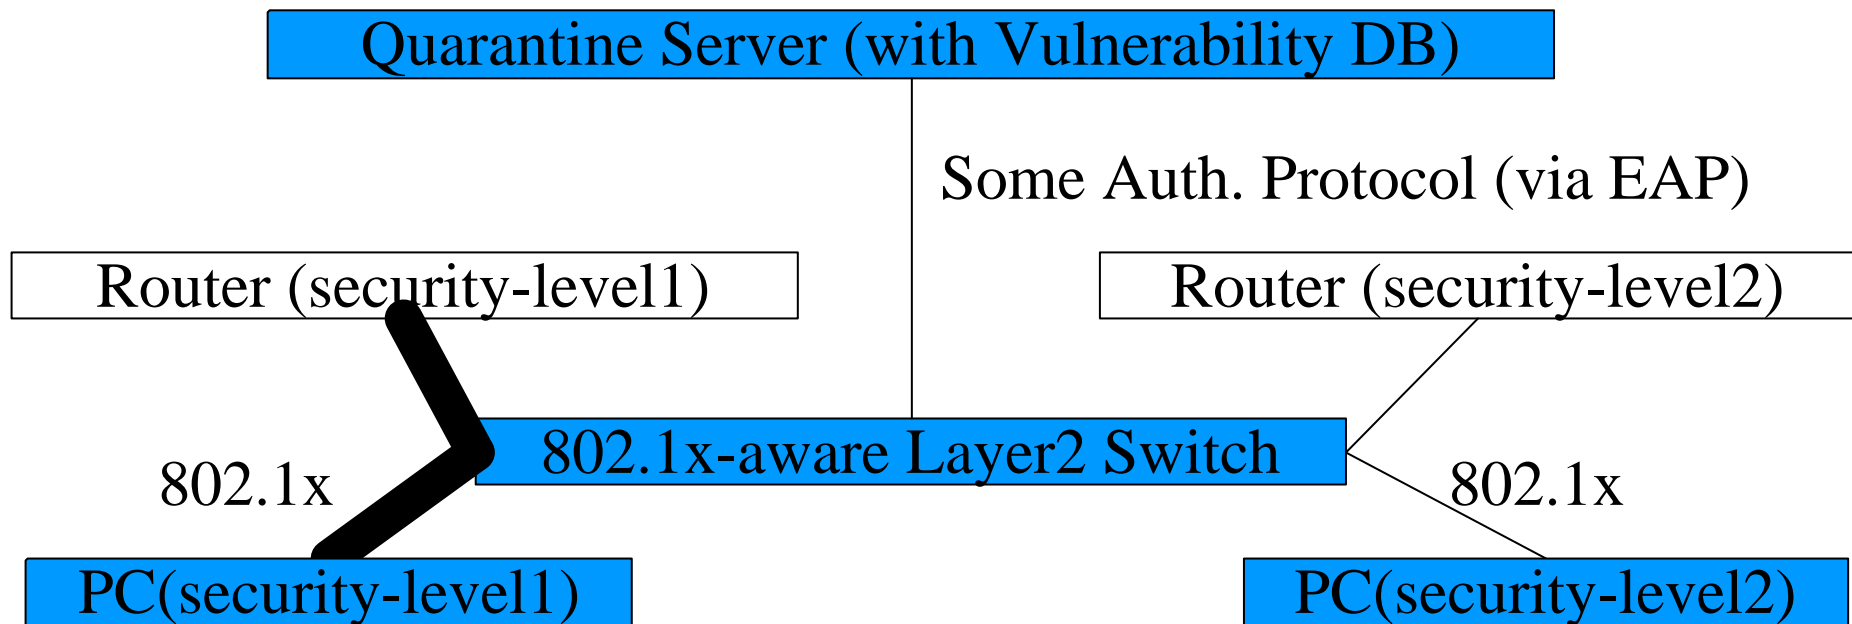 Quarantine Server (with Vulnerability DB)
Some Auth. Protocol (via EAP)
Router (security-level1)
Router (security-level2)
802.1x-aware Layer2 Switch
802.1x
802.1x
PC(security-level1)
PC(security-level2)